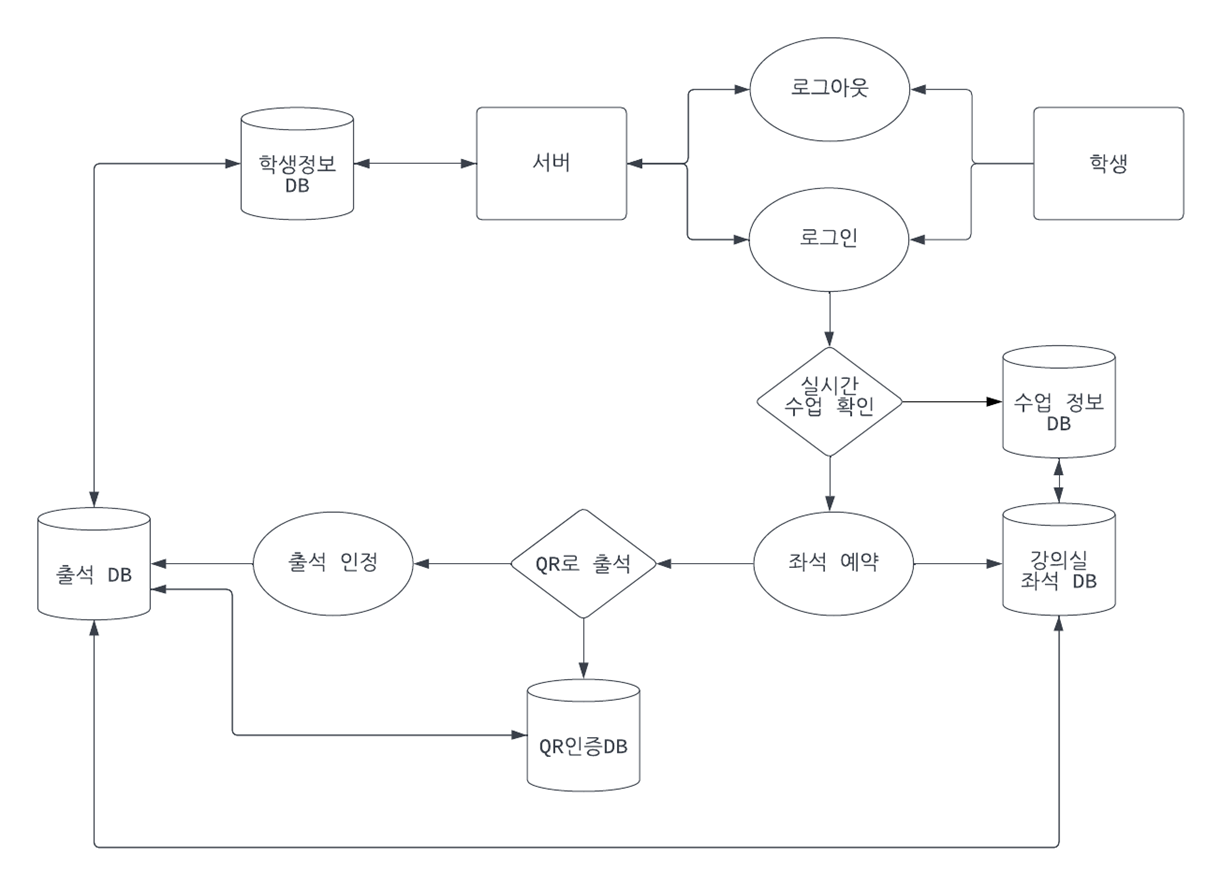 로그아웃
학생정보
DB
서버
학생
로그인
실시간
수업 확인
수업 정보
DB
출석 DB
출석 인정
QR로 출석
좌석 예약
강의실
좌석 DB
QR인증DB